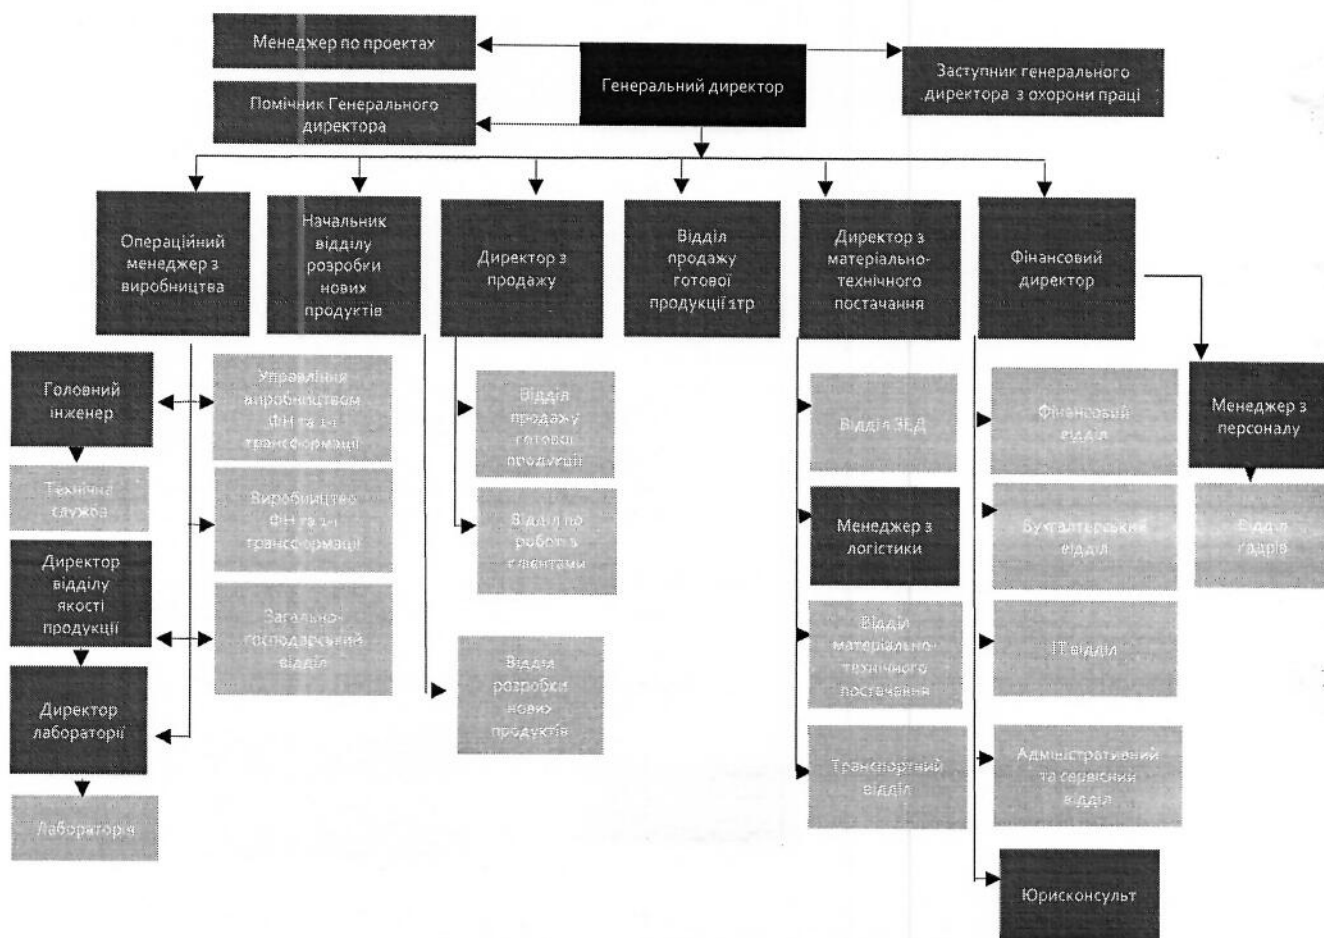 Менеджер по проектах
Генеральний директор
Заступник генерального
директора з охорони праці
Помічник Генерального
директора
Операційний
менеджер з
виробництва
Начальник
відділу
розробки
нових
продуктів
Директор з
продажу
Відділ
продажу
готової
продукції 1тр
Директор з
матеріально-
технічного
постачання
Фінансовий
директор
Головний
інженер
Управління
виробництвом
ФН та 1-ї
трансформації
Відділ
продажу
готової
продукції
Відділ ЗЕД
Фінансовий
відділ
Менеджер з
персоналу
Технічна
служба
Виробництво
ФН та 1-ї
трансформації
Відділ по
роботі з
клієнтами
Менеджер з
логістики
Бухгалтерський
відділ
Відділ
кадрів
Директор
відділу
якості
продукції
Загально-
господарський
відділ
Відділ
розробки
нових
продуктів
Відділ
матеріально-
технічного
постачання
ІТ відділ
Директор
лабораторії
Транспортний
відділ
Адміністративний
та сервісний
відділ
Лабораторія
Юрисконсульт